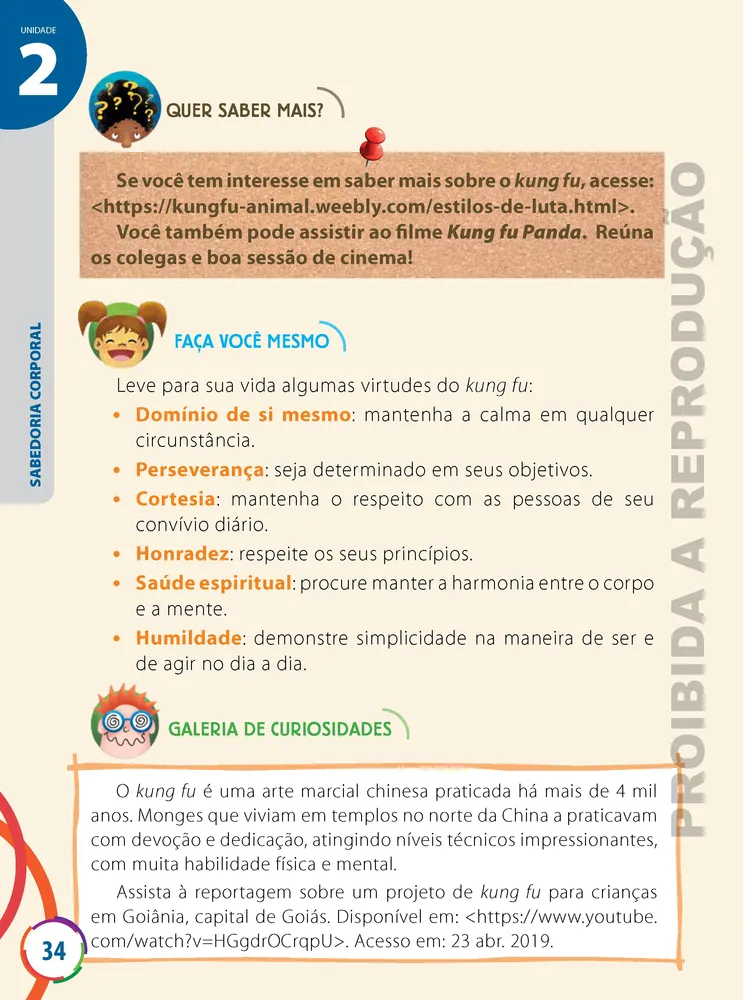 UNIDADE
2
QUER SABER MAIS?
Se você tem interesse em saber mais sobre o kung fu, acesse:
<https://kungfu-animal.weebly.com/estilos-de-luta.html>.
Você também pode assistir ao filme Kung fu Panda. Reúna
os colegas e boa sessão de cinema!
SABEDORIA CORPORAL
FAÇA VOCÊ MESMO
Leve para sua vida algumas virtudes do kung fu:
• Domínio de si mesmo: mantenha a calma em qualquer
circunstância.
• Perseverança: seja determinado em seus objetivos.
• Cortesia: mantenha o respeito com as pessoas de seu
convívio diário.
• Honradez: respeite os seus princípios.
• Saúde espiritual: procure manter a harmonia entre o corpo
e a mente.
• Humildade: demonstre simplicidade na maneira de ser e
de agir no dia a dia.
GALERIA DE CURIOSIDADES
O kung fu é uma arte marcial chinesa praticada há mais de 4 mil
anos. Monges que viviam em templos no norte da China a praticavam
com devoção e dedicação, atingindo níveis técnicos impressionantes,
com muita habilidade física e mental.
Assista à reportagem sobre um projeto de kung fu para crianças
em Goiânia, capital de Goiás. Disponível em: <https://www.youtube.
com/watch?v=HGgdrOCrqpU>. Acesso em: 23 abr. 2019.
34
PROIBIDA A REPRODUÇÃO